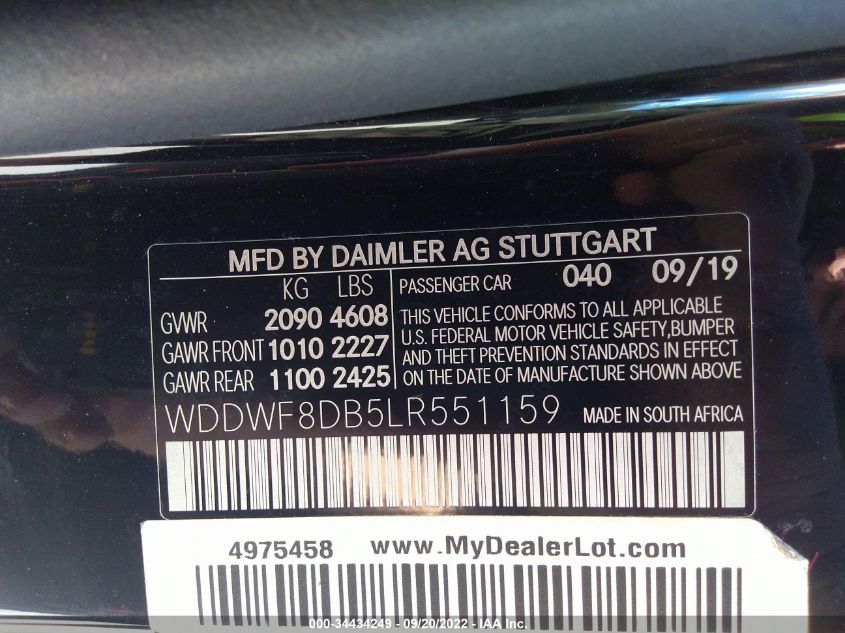 MFD BY DAIMLER AG STUTTGART
KG LBS
GVWR 2090 4608
GAWR FRONT 1010 2227
GAWR REAR 1100 2425
PASSENGER CAR 040 09/19
THIS VEHICLE CONFORMS TO ALL APPLICABLE
U.S. FEDERAL MOTOR VEHICLE SAFETY,BUMPER
AND THEFT PREVENTION STANDARDS IN EFFECT
ON THE DATE OF MANUFACTURE SHOWN ABOVE
WDDWF8DB5LR551159 MADE IN SOUTH AFRICA
4975458 www.MyDealerLot.com
000-34434249 - 09/20/2022 - IAA Inc.